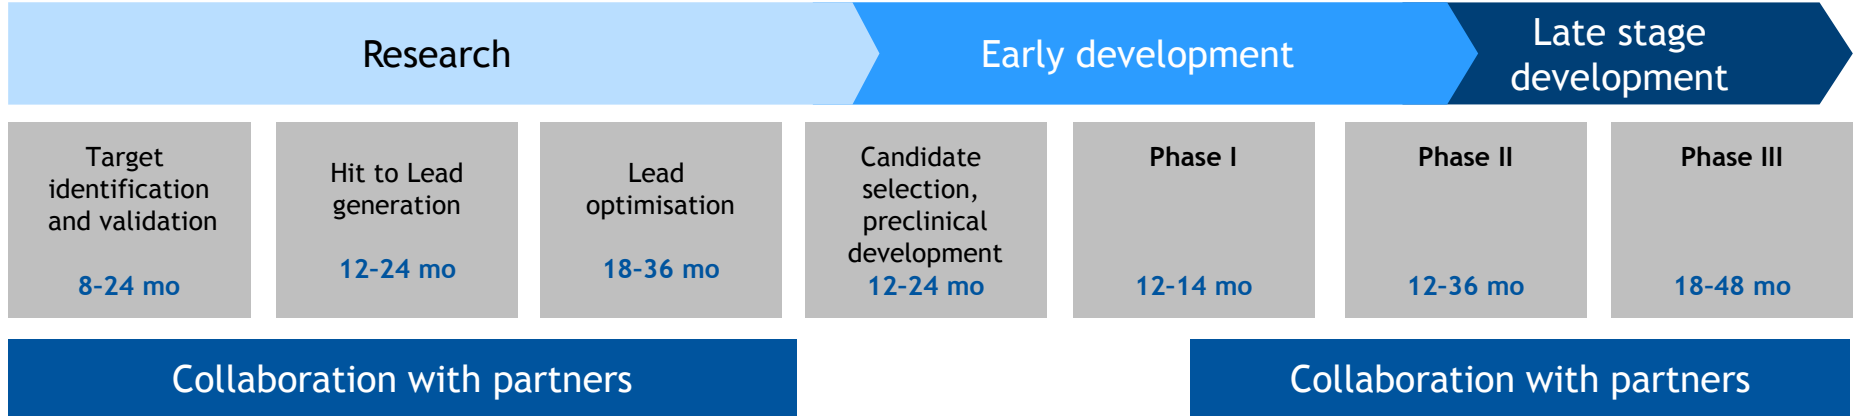 Research
Early development
Late stage
development
Target
identification
and validation
8–24 mo
Hit to Lead
generation
12–24 mo
Lead
optimisation
18–36 mo
Candidate
selection,
preclinical
development
12–24 mo
Phase I
12–14 mo
Phase II
12–36 mo
Phase III
18–48 mo
Collaboration with partners
Collaboration with partners